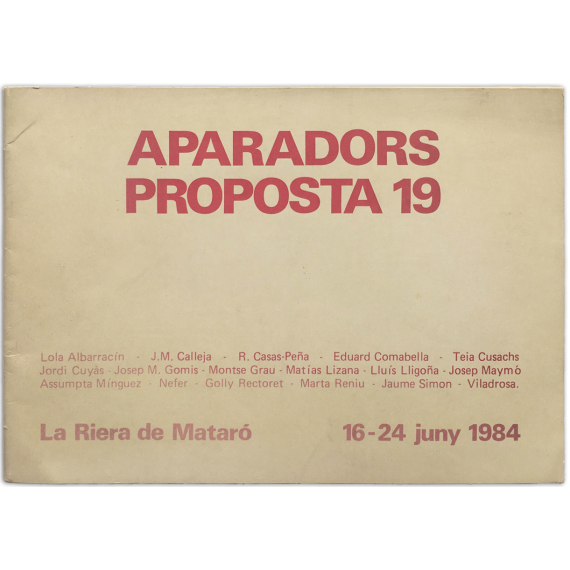 APARADORS
PROPOSTA 19
Lola Albarracín - J.M. Calleja - R. Casas-Peña - Eduard Comabella - Teia Cusachs
Jordi Cuyás - Josep M. Gomis - Montse Grau - Matías Lizana - Lluís Lligoña - Josep Maymó
Assumpta Mínguez - Nefer - Golly Rectoret - Marta Reniu - Jaume Simon - Viladrosa.
La Riera de Mataró 16-24 juny 1984